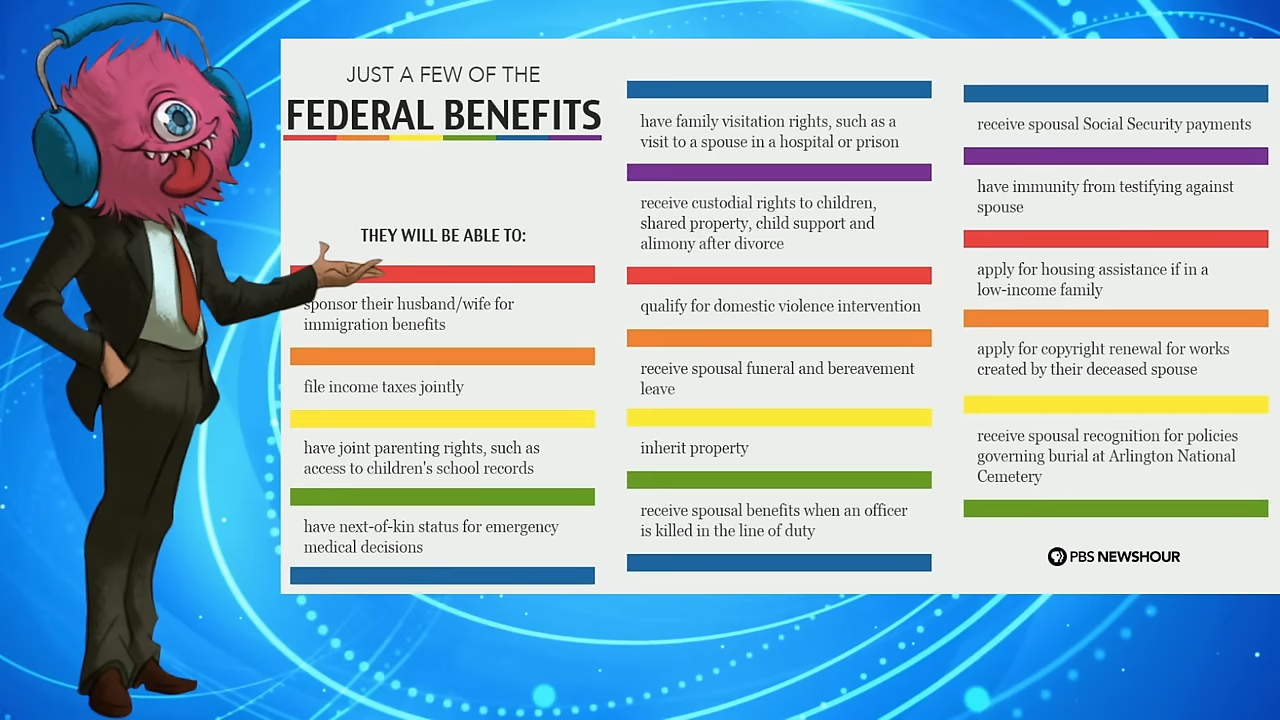 JUST A FEW OF THE
FEDERAL BENEFITS
THEY WILL BE ABLE TO:
sponsor their husband/wife for
immigration benefits
file income taxes jointly
have joint parenting rights, such as
access to children's school records
have next-of-kin status for emergency
medical decisions
have family visitation rights, such as a
visit to a spouse in a hospital or prison
receive custodial rights to children,
shared property, child support and
alimony after divorce
qualify for domestic violence intervention
receive spousal funeral and bereavement
leave
inherit property
receive spousal benefits when an officer
is killed in the line of duty
receive spousal Social Security payments
have immunity from testifying against
spouse
apply for housing assistance if in a
low-income family
apply for copyright renewal for works
created by their deceased spouse
receive spousal recognition for policies
governing burial at Arlington National
Cemetery
PBS NEWSHOUR